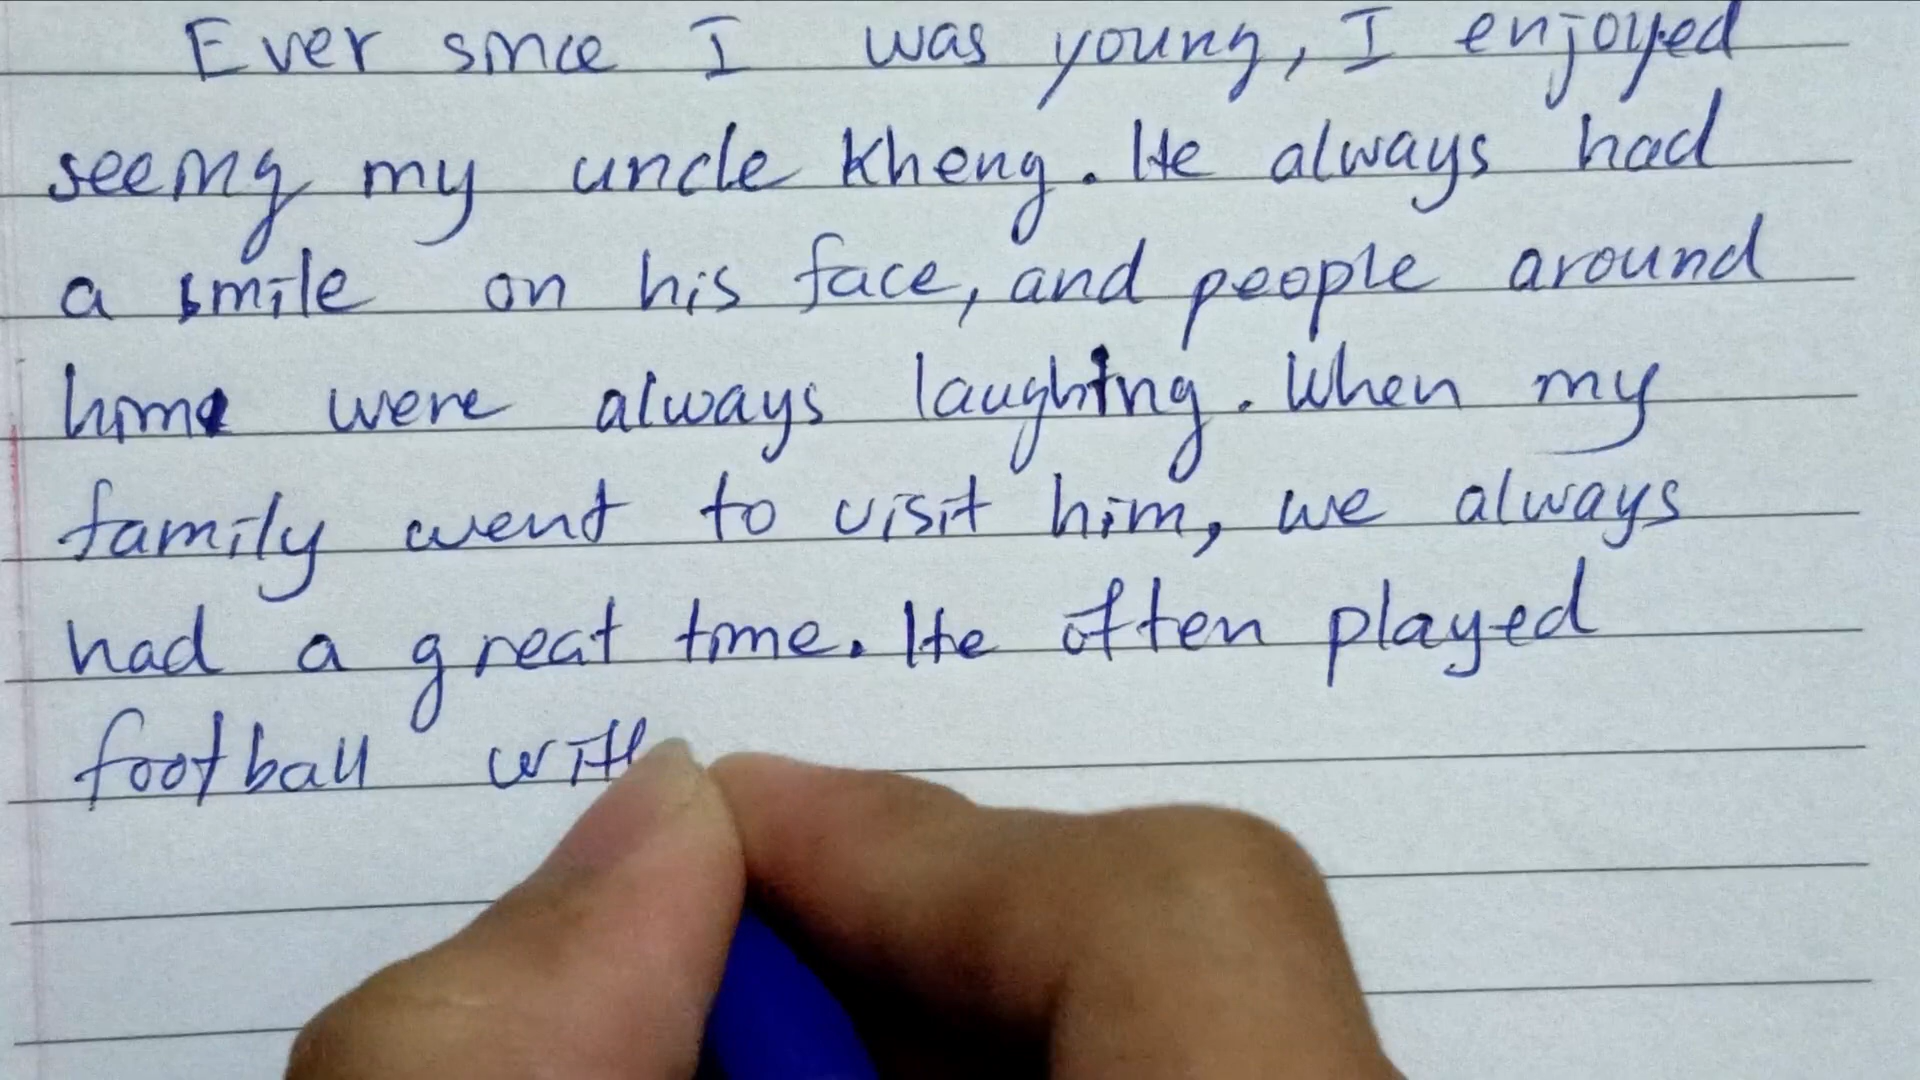 Ever since I was young, I enjoyed
seeing my uncle Kheng. He always had
a smile on his face, and people around
him were always laughing. When my
family went to visit him, we always
had a great time. He often played
football with